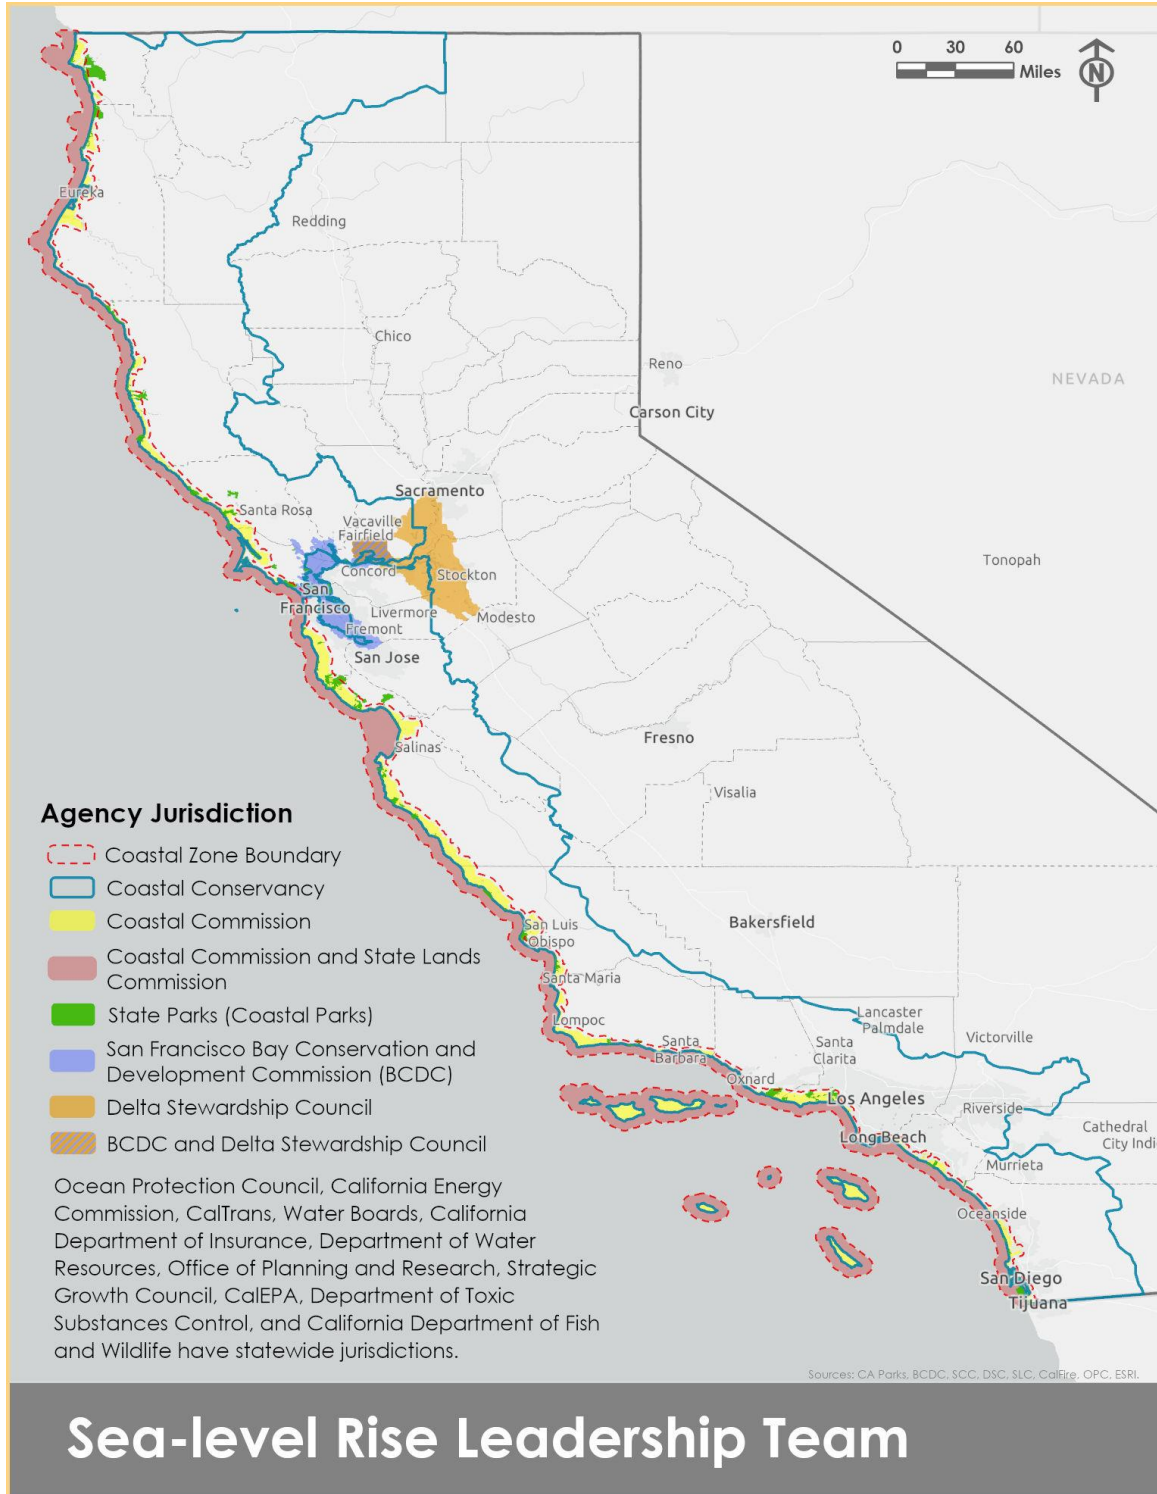 0 30 60
Miles
N
Eureka
Redding
Chico
Reno
NEVADA
Carson City
Sacramento
Santa Rosa
Vacaville
Fairfield
Tonopah
Concord
Stockton
San
Francisco
Livermore
Modesto
Fremont
San Jose
Fresno
Salinas
Visalia
Agency Jurisdiction
Coastal Zone Boundary
Coastal Conservancy
Coastal Commission
Coastal Commission and State Lands
Commission
State Parks (Coastal Parks)
San Francisco Bay Conservation and
Development Commission (BCDC)
Delta Stewardship Council
BCDC and Delta Stewardship Council
San Luis
Obispo
Bakersfield
Santa Maria
Lompoc
Lancaster
Palmdale
Victorville
Santa
Barbara
Santa
Clarita
Oxnard
Los Angeles
Riverside
Long Beach
Cathedral
City Indi
Murrieta
Oceanside
San Diego
Tijuana
Ocean Protection Council, California Energy
Commission, CalTrans, Water Boards, California
Department of Insurance, Department of Water
Resources, Office of Planning and Research, Strategic
Growth Council, CalEPA, Department of Toxic
Substances Control, and California Department of Fish
and Wildlife have statewide jurisdictions.
Sources: CA Parks, BCDC, SCC, DSC, SLC, CalFire, OPC, ESRI.
Sea-level Rise Leadership Team